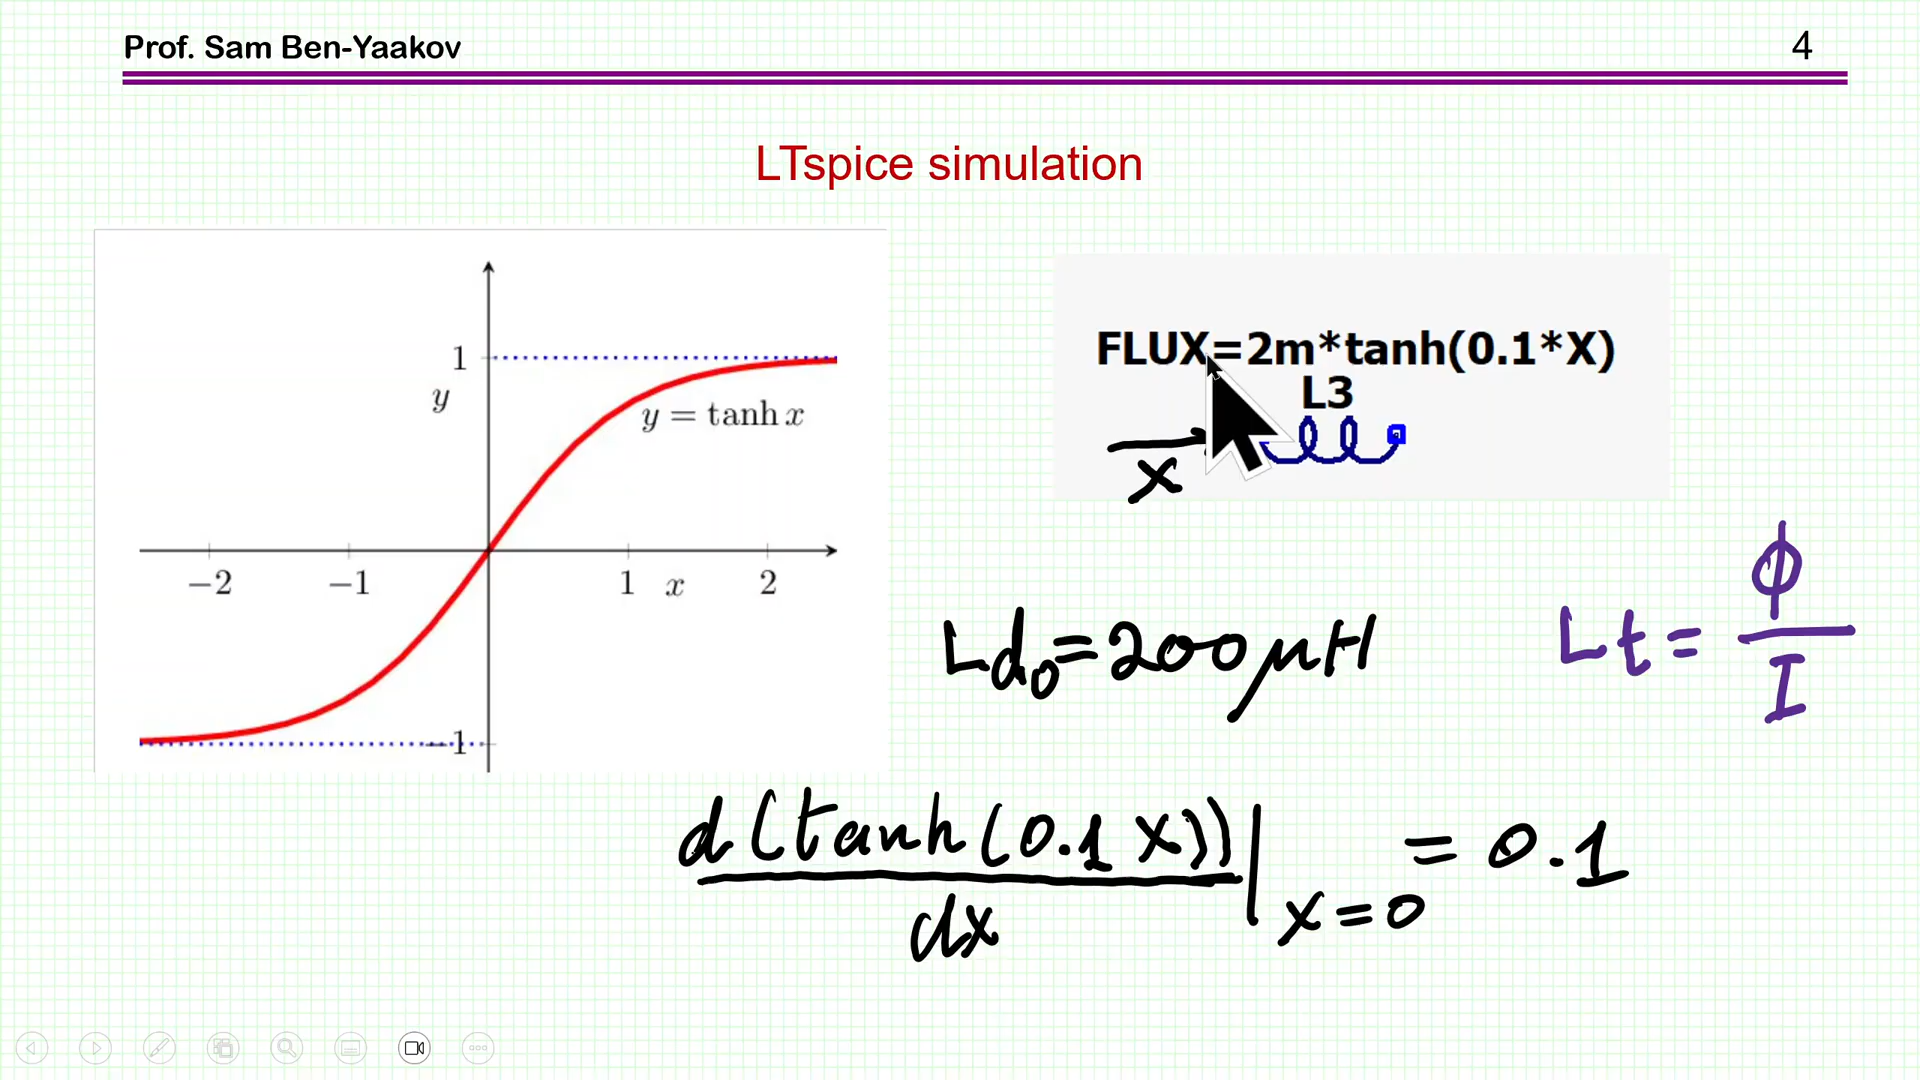 Prof. Sam Ben-Yaakov
4
LTspice simulation
1
y
y = tanh x
−2
−1
1
x
2
−1
FLUX=2m*tanh(0.1*X)
L3
X
Ld₀=200μH
Lt = ϕ/I
d(tanh(0.1X))
dx
X=0
= 0.1